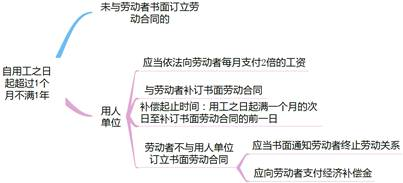 未与劳动者书面订立劳
动合同的
自用工之日
起超过1个
月不满1年
应当依法向劳动者每月支付2倍的工资
与劳动者补订书面劳动合同
用人
单位
补偿起止时间：用工之日起满一个月的次
日至补订书面劳动合同的前一日
劳动者不与用人单位
订立书面劳动合同
应当书面通知劳动者终止劳动关系
应向劳动者支付经济补偿金